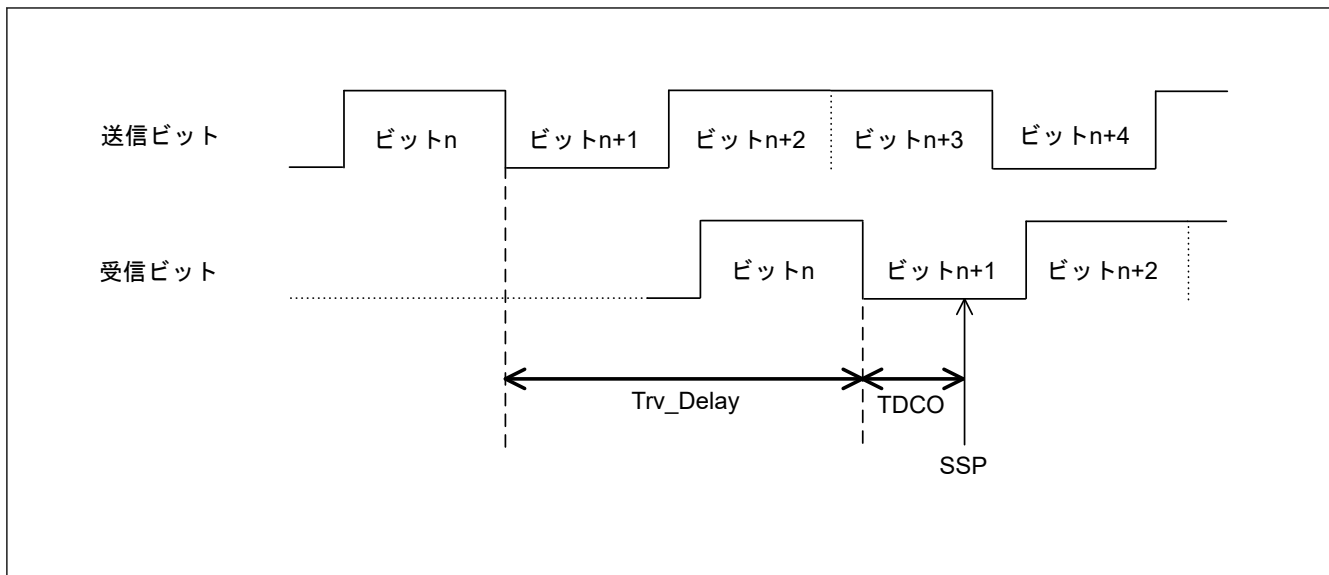 送信ビット
ビットn
ビットn+1
ビットn+2
ビットn+3
ビットn+4
受信ビット
ビットn
ビットn+1
ビットn+2
Trv_Delay
TDCO
SSP